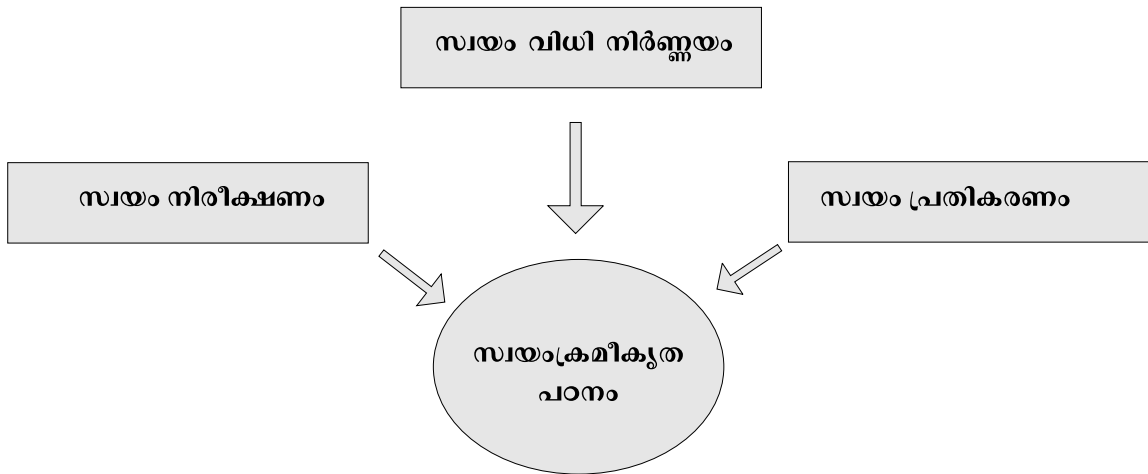 സ്വയം വിധി നിർണ്ണയം
സ്വയം നിരീക്ഷണം
സ്വയം പ്രതികരണം
സ്വയംക്രമീകൃത
പഠനം